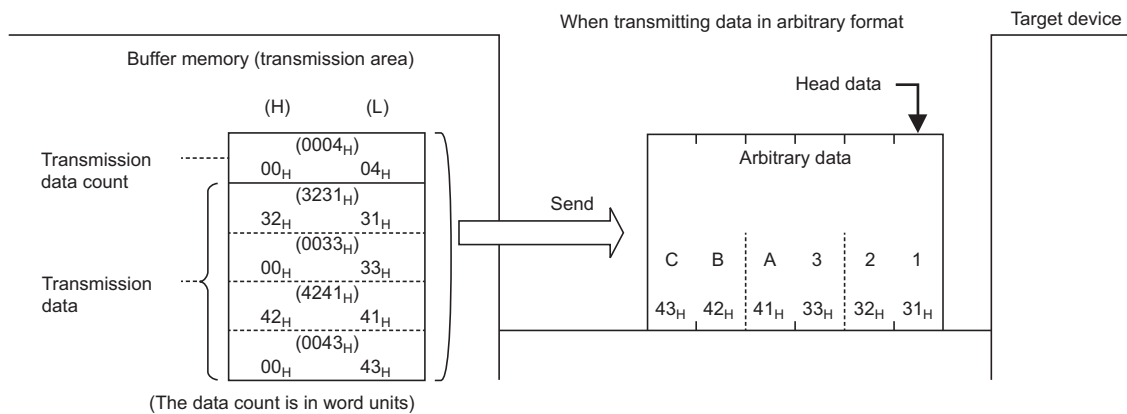 When transmitting data in arbitrary format
Target device
Buffer memory (transmission area)
Head data
(H) (L)
Transmission
data count
(0004H)
00H 04H
Arbitrary data
(3231H)
32H 31H
Send
(0033H)
00H 33H
Transmission
data
(4241H)
42H 41H
(0043H)
00H 43H
C B A 3 2 1
43H 42H 41H 33H 32H 31H
(The data count is in word units)